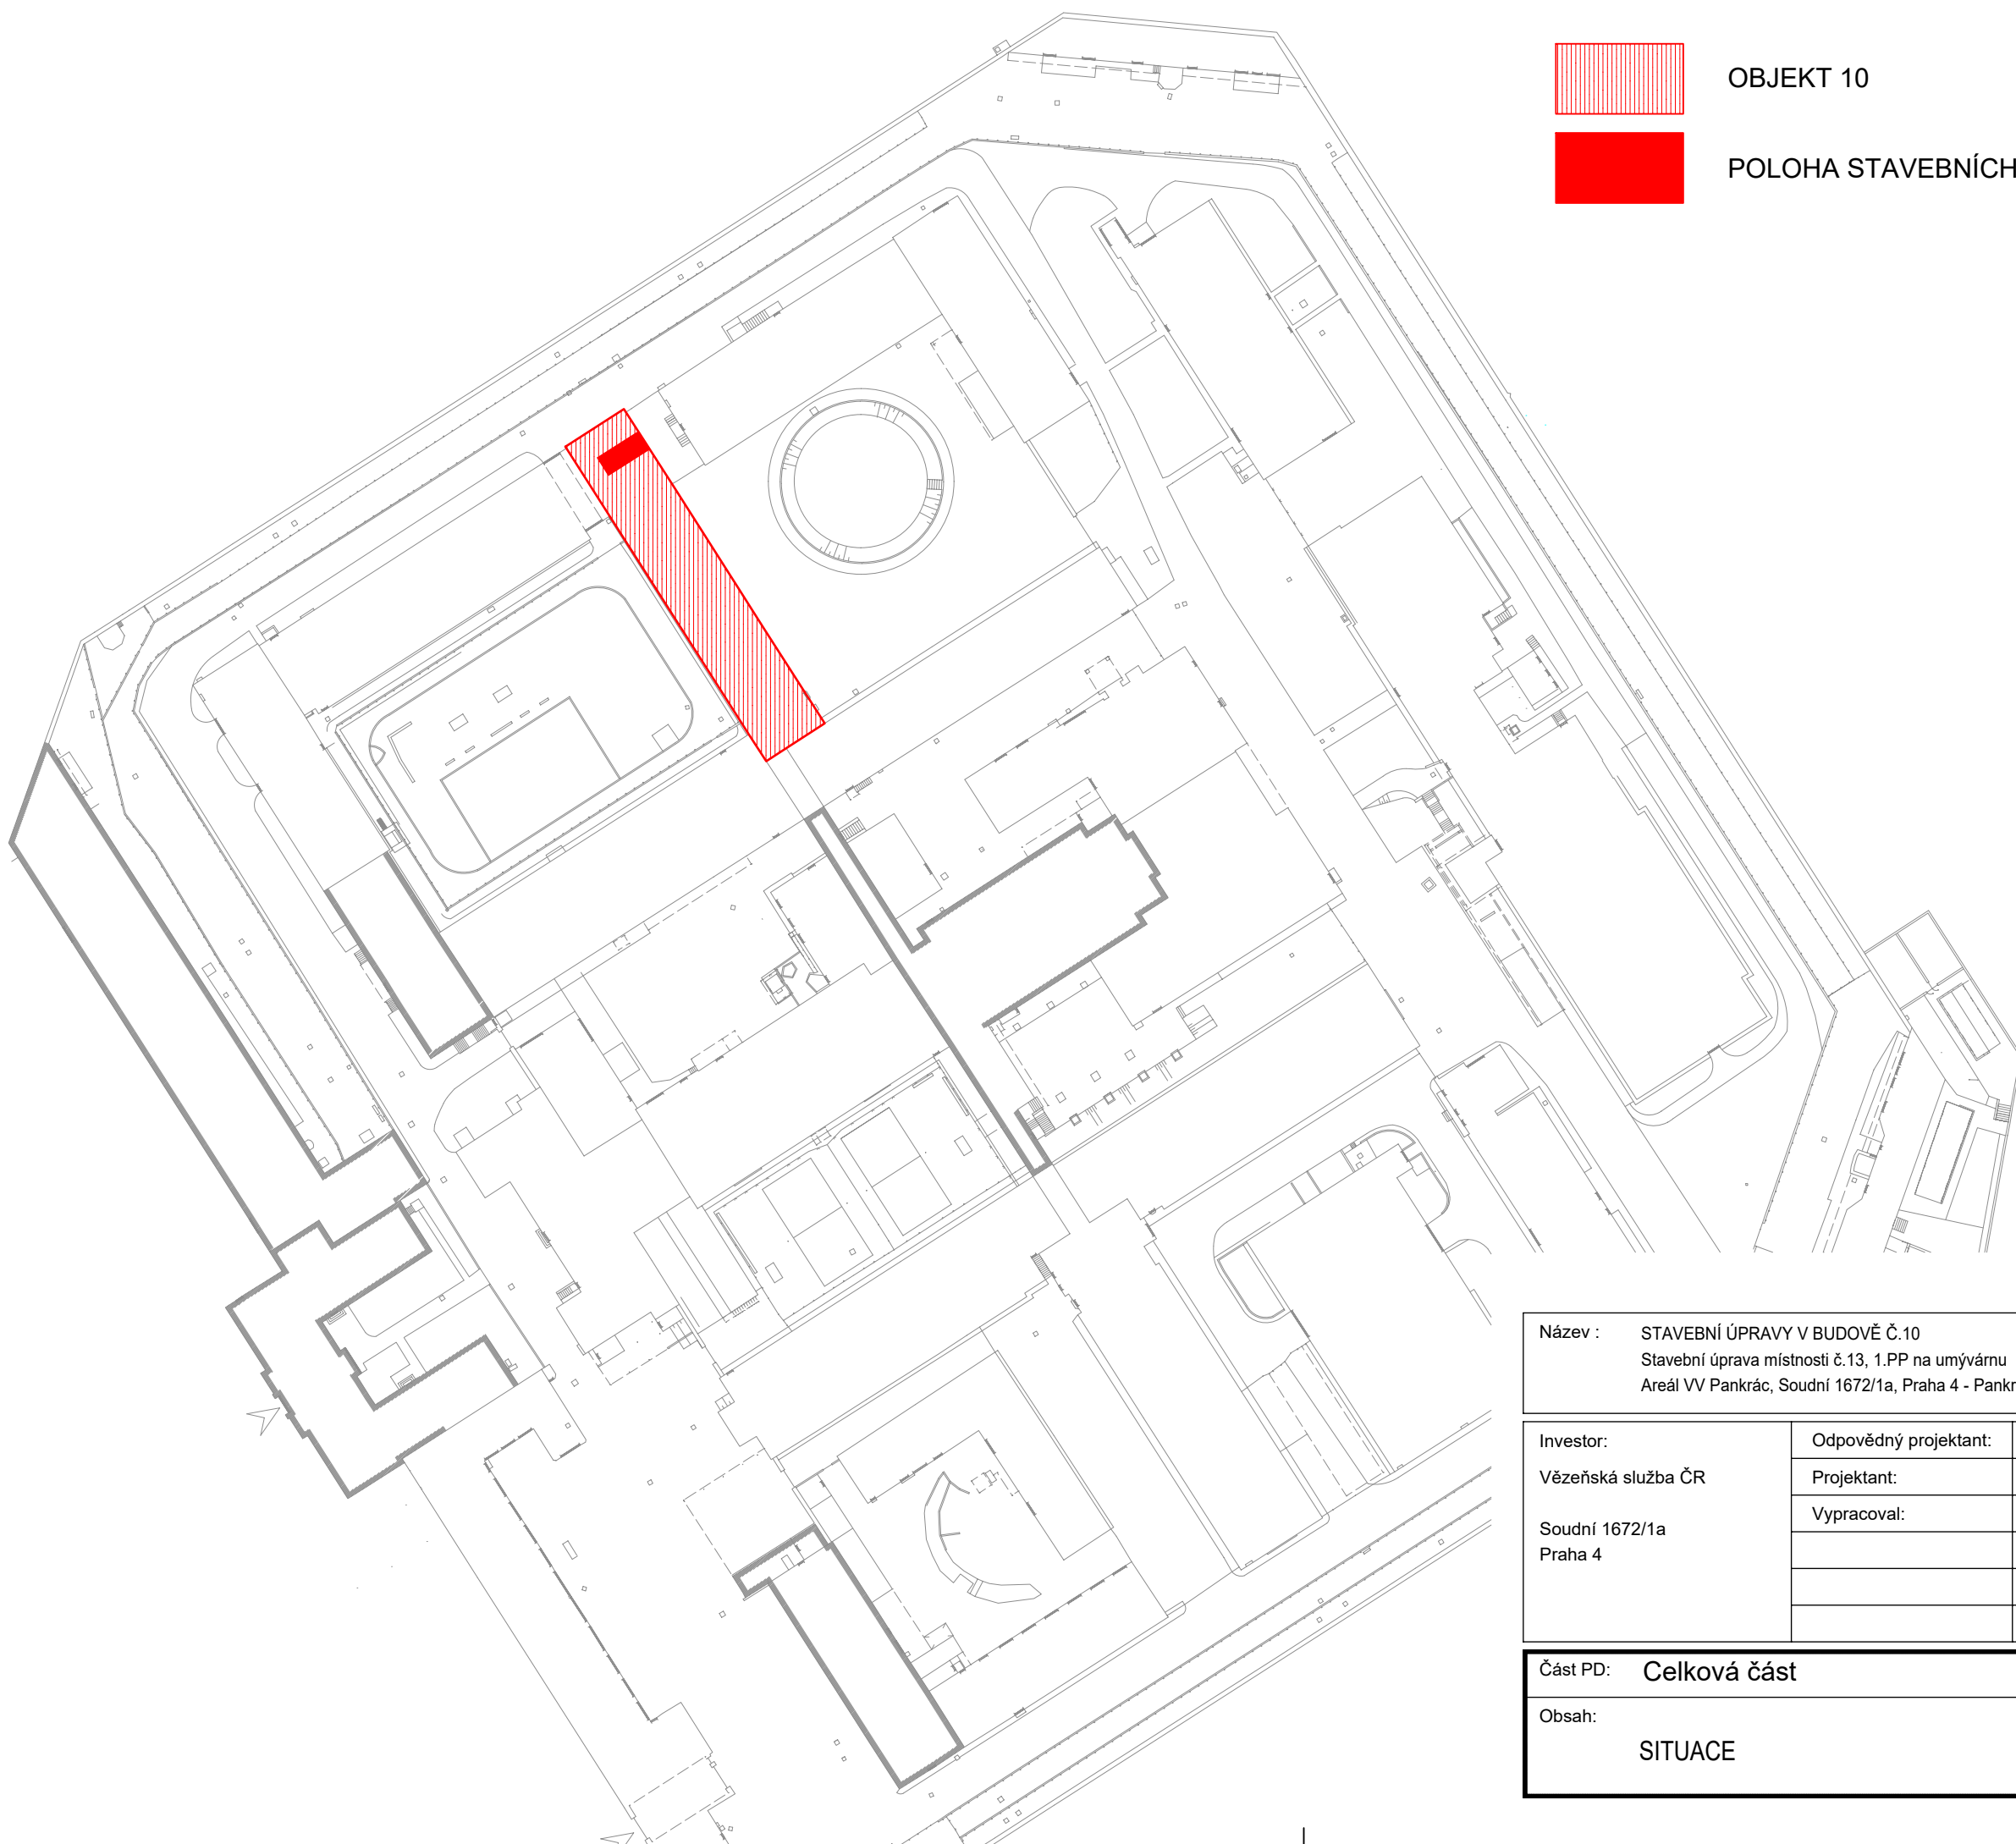 OBJEKT 10
POLOHA STAVEBNÍCH
Název :
STAVEBNÍ ÚPRAVY V BUDOVĚ Č.10
Stavební úprava místnosti č.13, 1.PP na umývárnu
Areál VV Pankrác, Soudní 1672/1a, Praha 4 - Pankr
Investor:
Vězeňská služba ČR
Soudní 1672/1a
Praha 4
Odpovědný projektant:
Projektant:
Vypracoval:
Část PD: Celková část
Obsah:
SITUACE